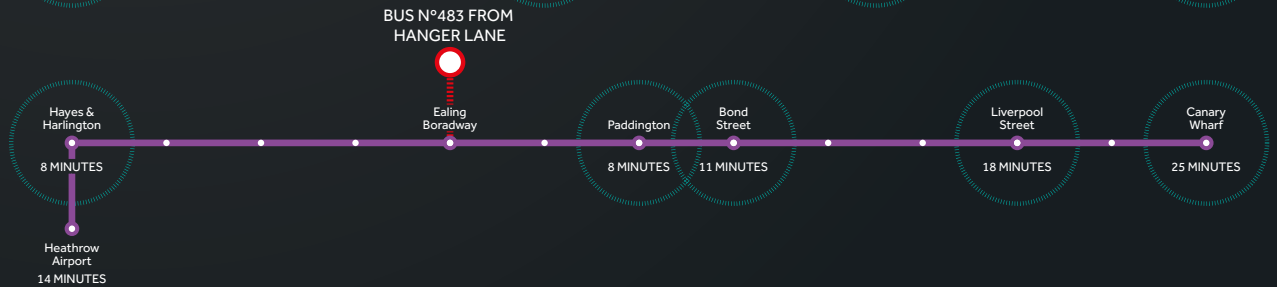 BUS Nº483 FROM
HANGER LANE
Hayes &
Harlington
8 MINUTES
Heathrow
Airport
14 MINUTES
Ealing
Boradway
Paddington
8 MINUTES
Bond
Street
11 MINUTES
Liverpool
Street
18 MINUTES
Canary
Wharf
25 MINUTES